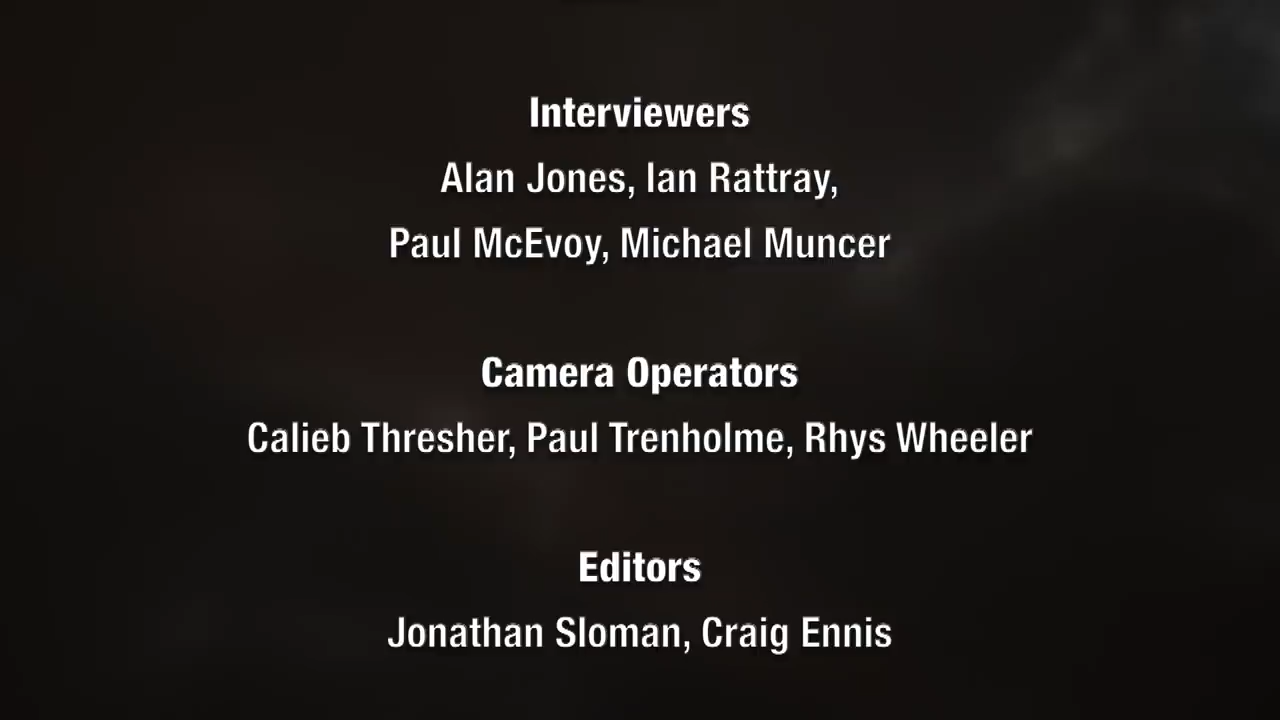 Interviewers
Alan Jones, Ian Rattray,
Paul McEvoy, Michael Muncer
Camera Operators
Calieb Thresher, Paul Trenholme, Rhys Wheeler
Editors
Jonathan Sloman, Craig Ennis